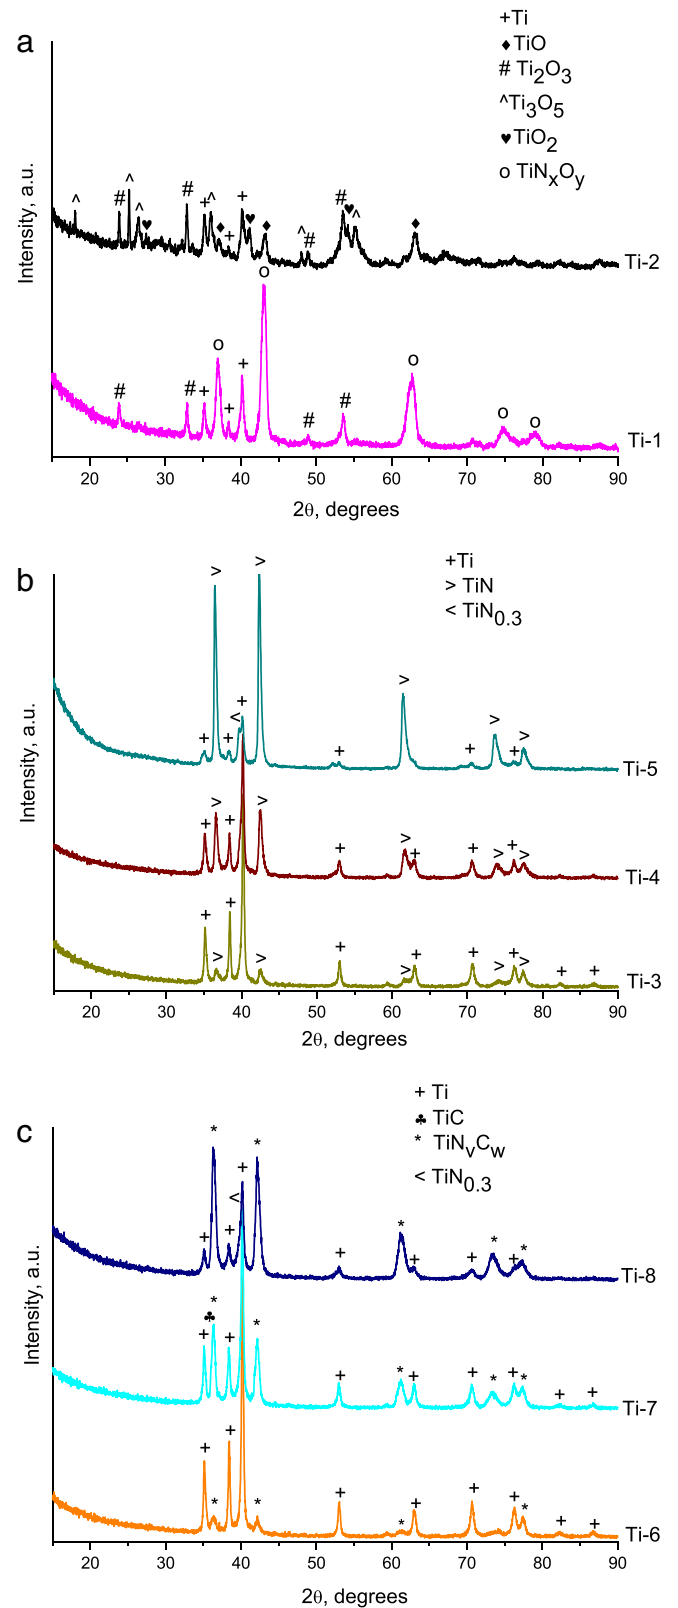 a
+Ti
♦TiO
# Ti2O3
^Ti3O5
♥TiO2
o TiNxOy
Intensity, a.u.
^ # ^ ^ ♥ # + ^ ♦ + + ♥ ♦ ^ # # ♥ ^ ♦
Ti-2
# # + o + + o # # o o o
Ti-1
20 30 40 50 60 70 80 90
2θ, degrees
b
+Ti
> TiN
< TiN0.3
Intensity, a.u.
+ > + < + > + > + > + >
Ti-5
+ > + > + > + + > + >
Ti-4
+ > + > + > + + > + > + +
Ti-3
20 30 40 50 60 70 80 90
2θ, degrees
c
+ Ti
♣ TiC
* TiNvCw
< TiN0.3
Intensity, a.u.
+ * + < + * + * + + * + *
Ti-8
+ ♣ * + * + * + + * + * + +
Ti-7
+ * + * + * + + + * + +
Ti-6
20 30 40 50 60 70 80 90
2θ, degrees